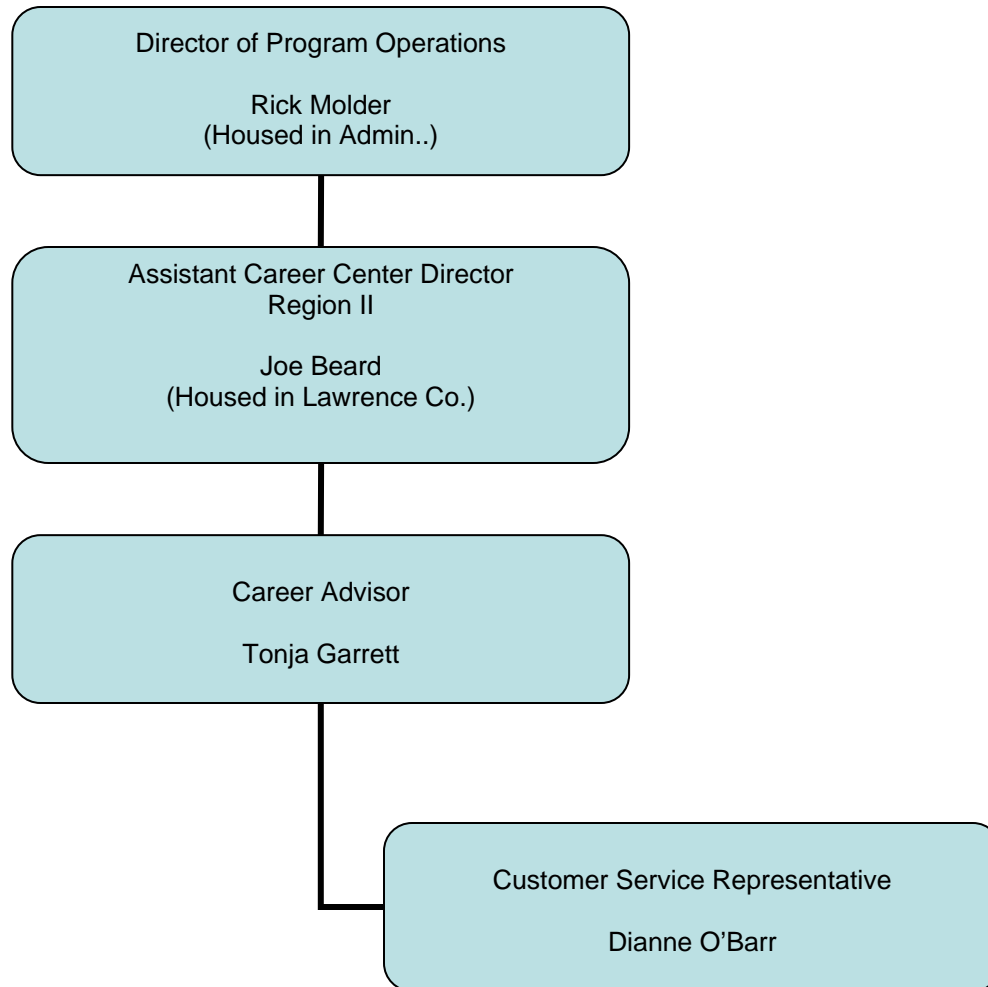 Director of Program Operations
Rick Molder
(Housed in Admin..)
Assistant Career Center Director
Region II
Joe Beard
(Housed in Lawrence Co.)
Career Advisor
Tonja Garrett
Customer Service Representative
Dianne O’Barr